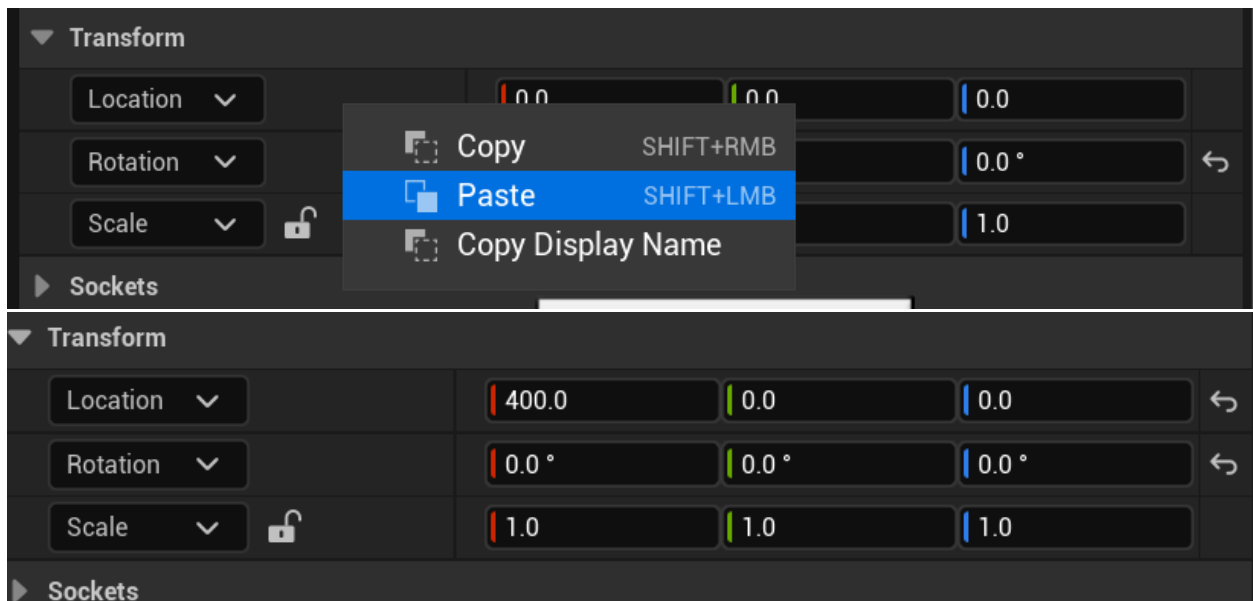 Transform
Location 0.0 0.0 0.0
Copy SHIFT+RMB
Rotation 0.0 °
Paste SHIFT+LMB
Scale 1.0
Copy Display Name
Sockets
Transform
Location 400.0 0.0 0.0
Rotation 0.0 ° 0.0 ° 0.0 °
Scale 1.0 1.0 1.0
Sockets